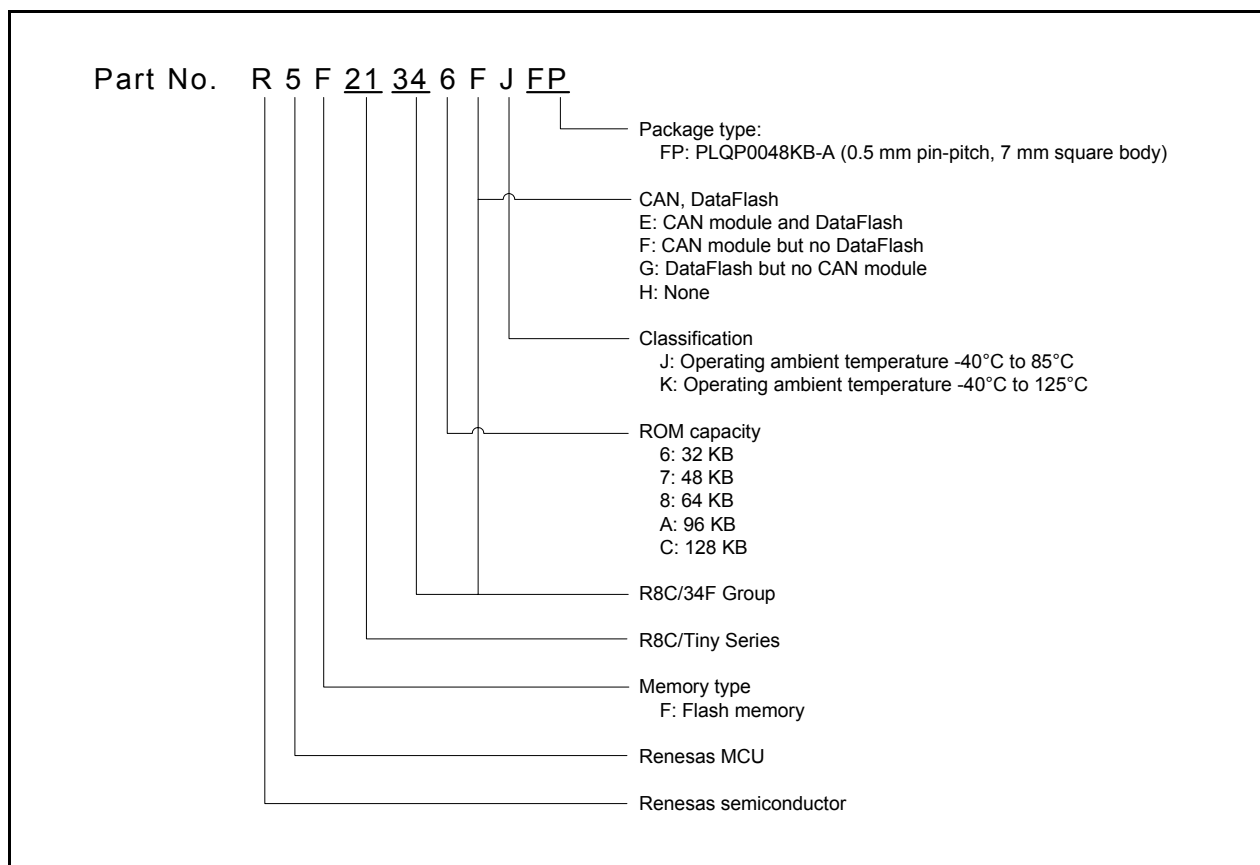 Part No. R 5 F 21 34 6 F J FP
Package type:
FP: PLQP0048KB-A (0.5 mm pin-pitch, 7 mm square body)
CAN, DataFlash
E: CAN module and DataFlash
F: CAN module but no DataFlash
G: DataFlash but no CAN module
H: None
Classification
J: Operating ambient temperature -40°C to 85°C
K: Operating ambient temperature -40°C to 125°C
ROM capacity
6: 32 KB
7: 48 KB
8: 64 KB
A: 96 KB
C: 128 KB
R8C/34F Group
R8C/Tiny Series
Memory type
F: Flash memory
Renesas MCU
Renesas semiconductor